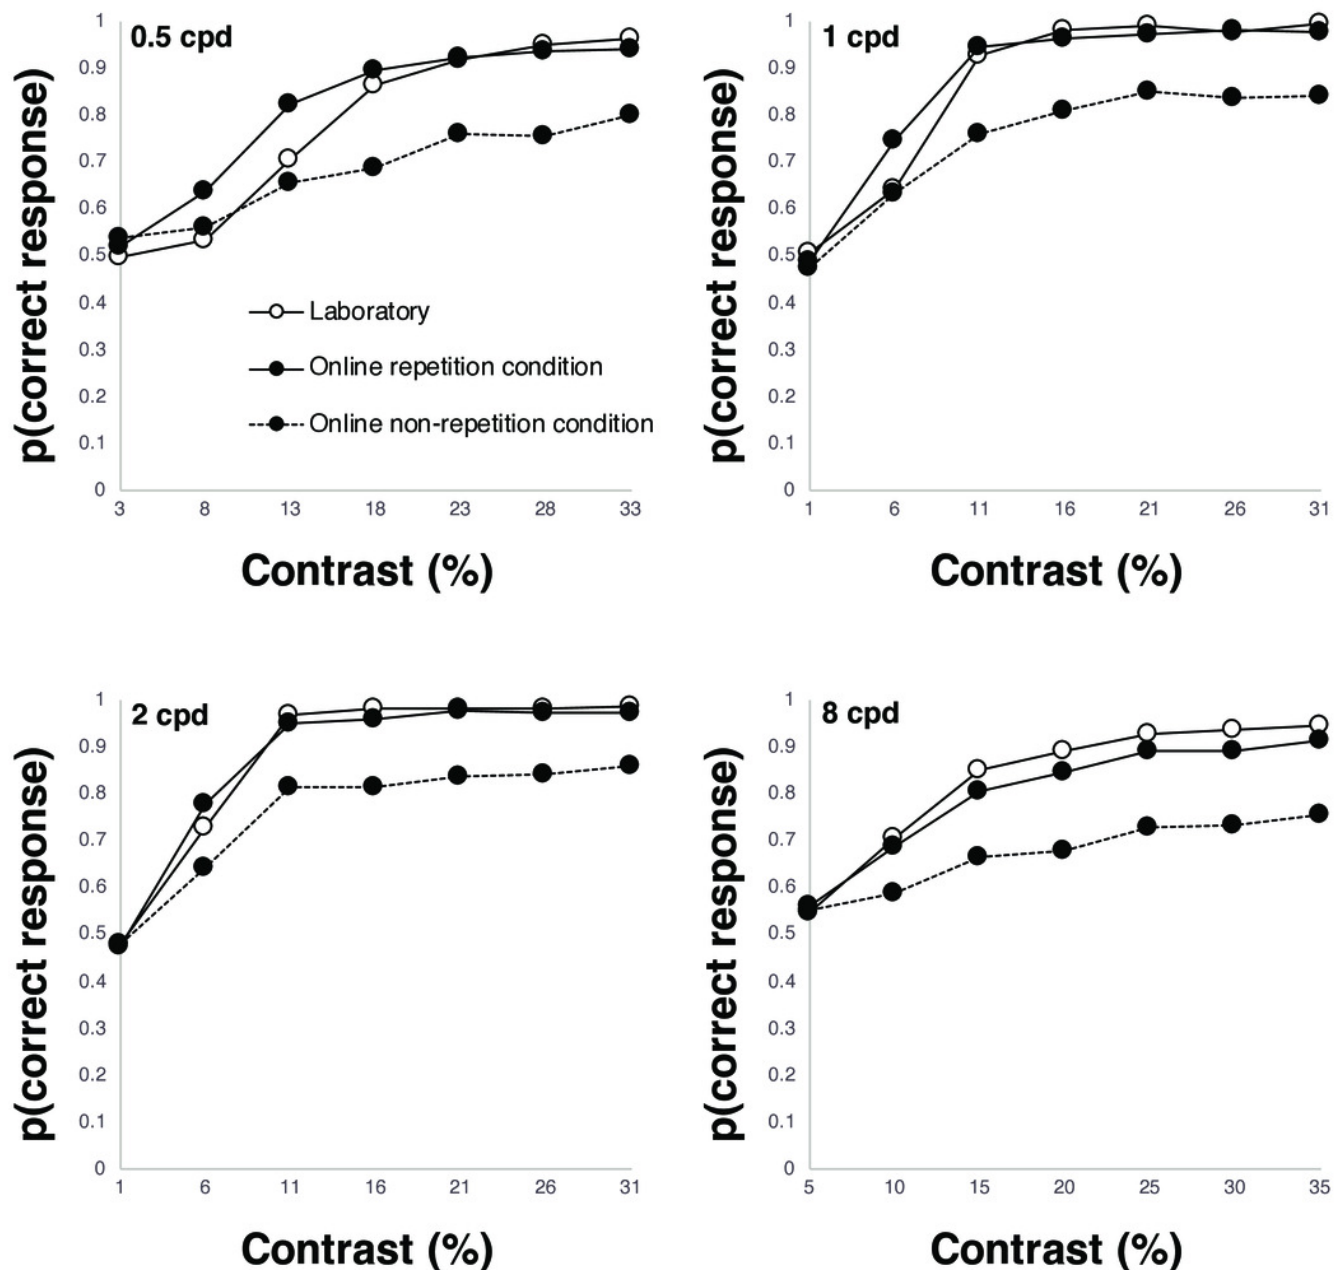 0.5 cpd
p(correct response)
1
0.9
0.8
0.7
0.6
0.5
0.4
0.3
0.2
0.1
0
Laboratory
Online repetition condition
Online non-repetition condition
3 8 13 18 23 28 33
Contrast (%)
1 cpd
p(correct response)
1
0.9
0.8
0.7
0.6
0.5
0.4
0.3
0.2
0.1
0
1 6 11 16 21 26 31
Contrast (%)
2 cpd
p(correct response)
1
0.9
0.8
0.7
0.6
0.5
0.4
0.3
0.2
0.1
0
1 6 11 16 21 26 31
Contrast (%)
8 cpd
p(correct response)
1
0.9
0.8
0.7
0.6
0.5
0.4
0.3
0.2
0.1
0
5 10 15 20 25 30 35
Contrast (%)